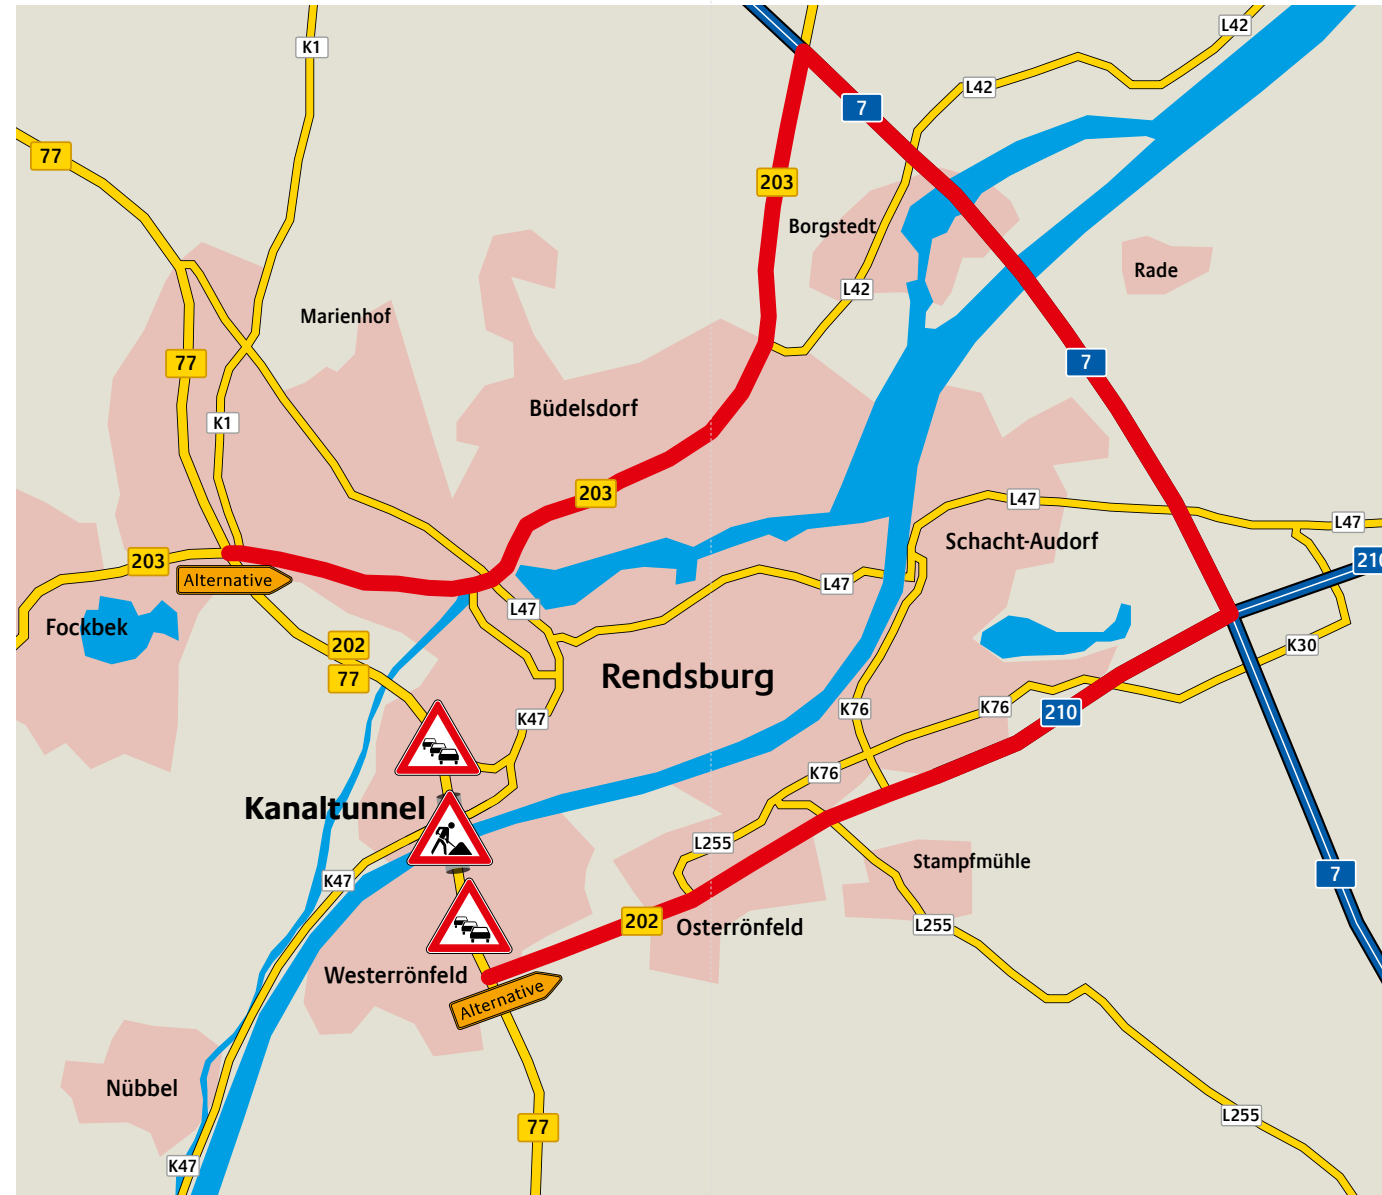 L42
K1
L42
7
77
203
Borgstedt
Rade
L42
Marienhof
77
7
Büdelsdorf
K1
203
L47
L47
Schacht-Audorf
203
210
Alternative
L47
L47
Fockbek
202
K30
Rendsburg
77
K76
K76
210
K47
K76
Kanaltunnel
L255
Stampfmühle
7
K47
202
Osterrönfeld
L255
Westerrönfeld
Alternative
Nübbel
L255
77
K47